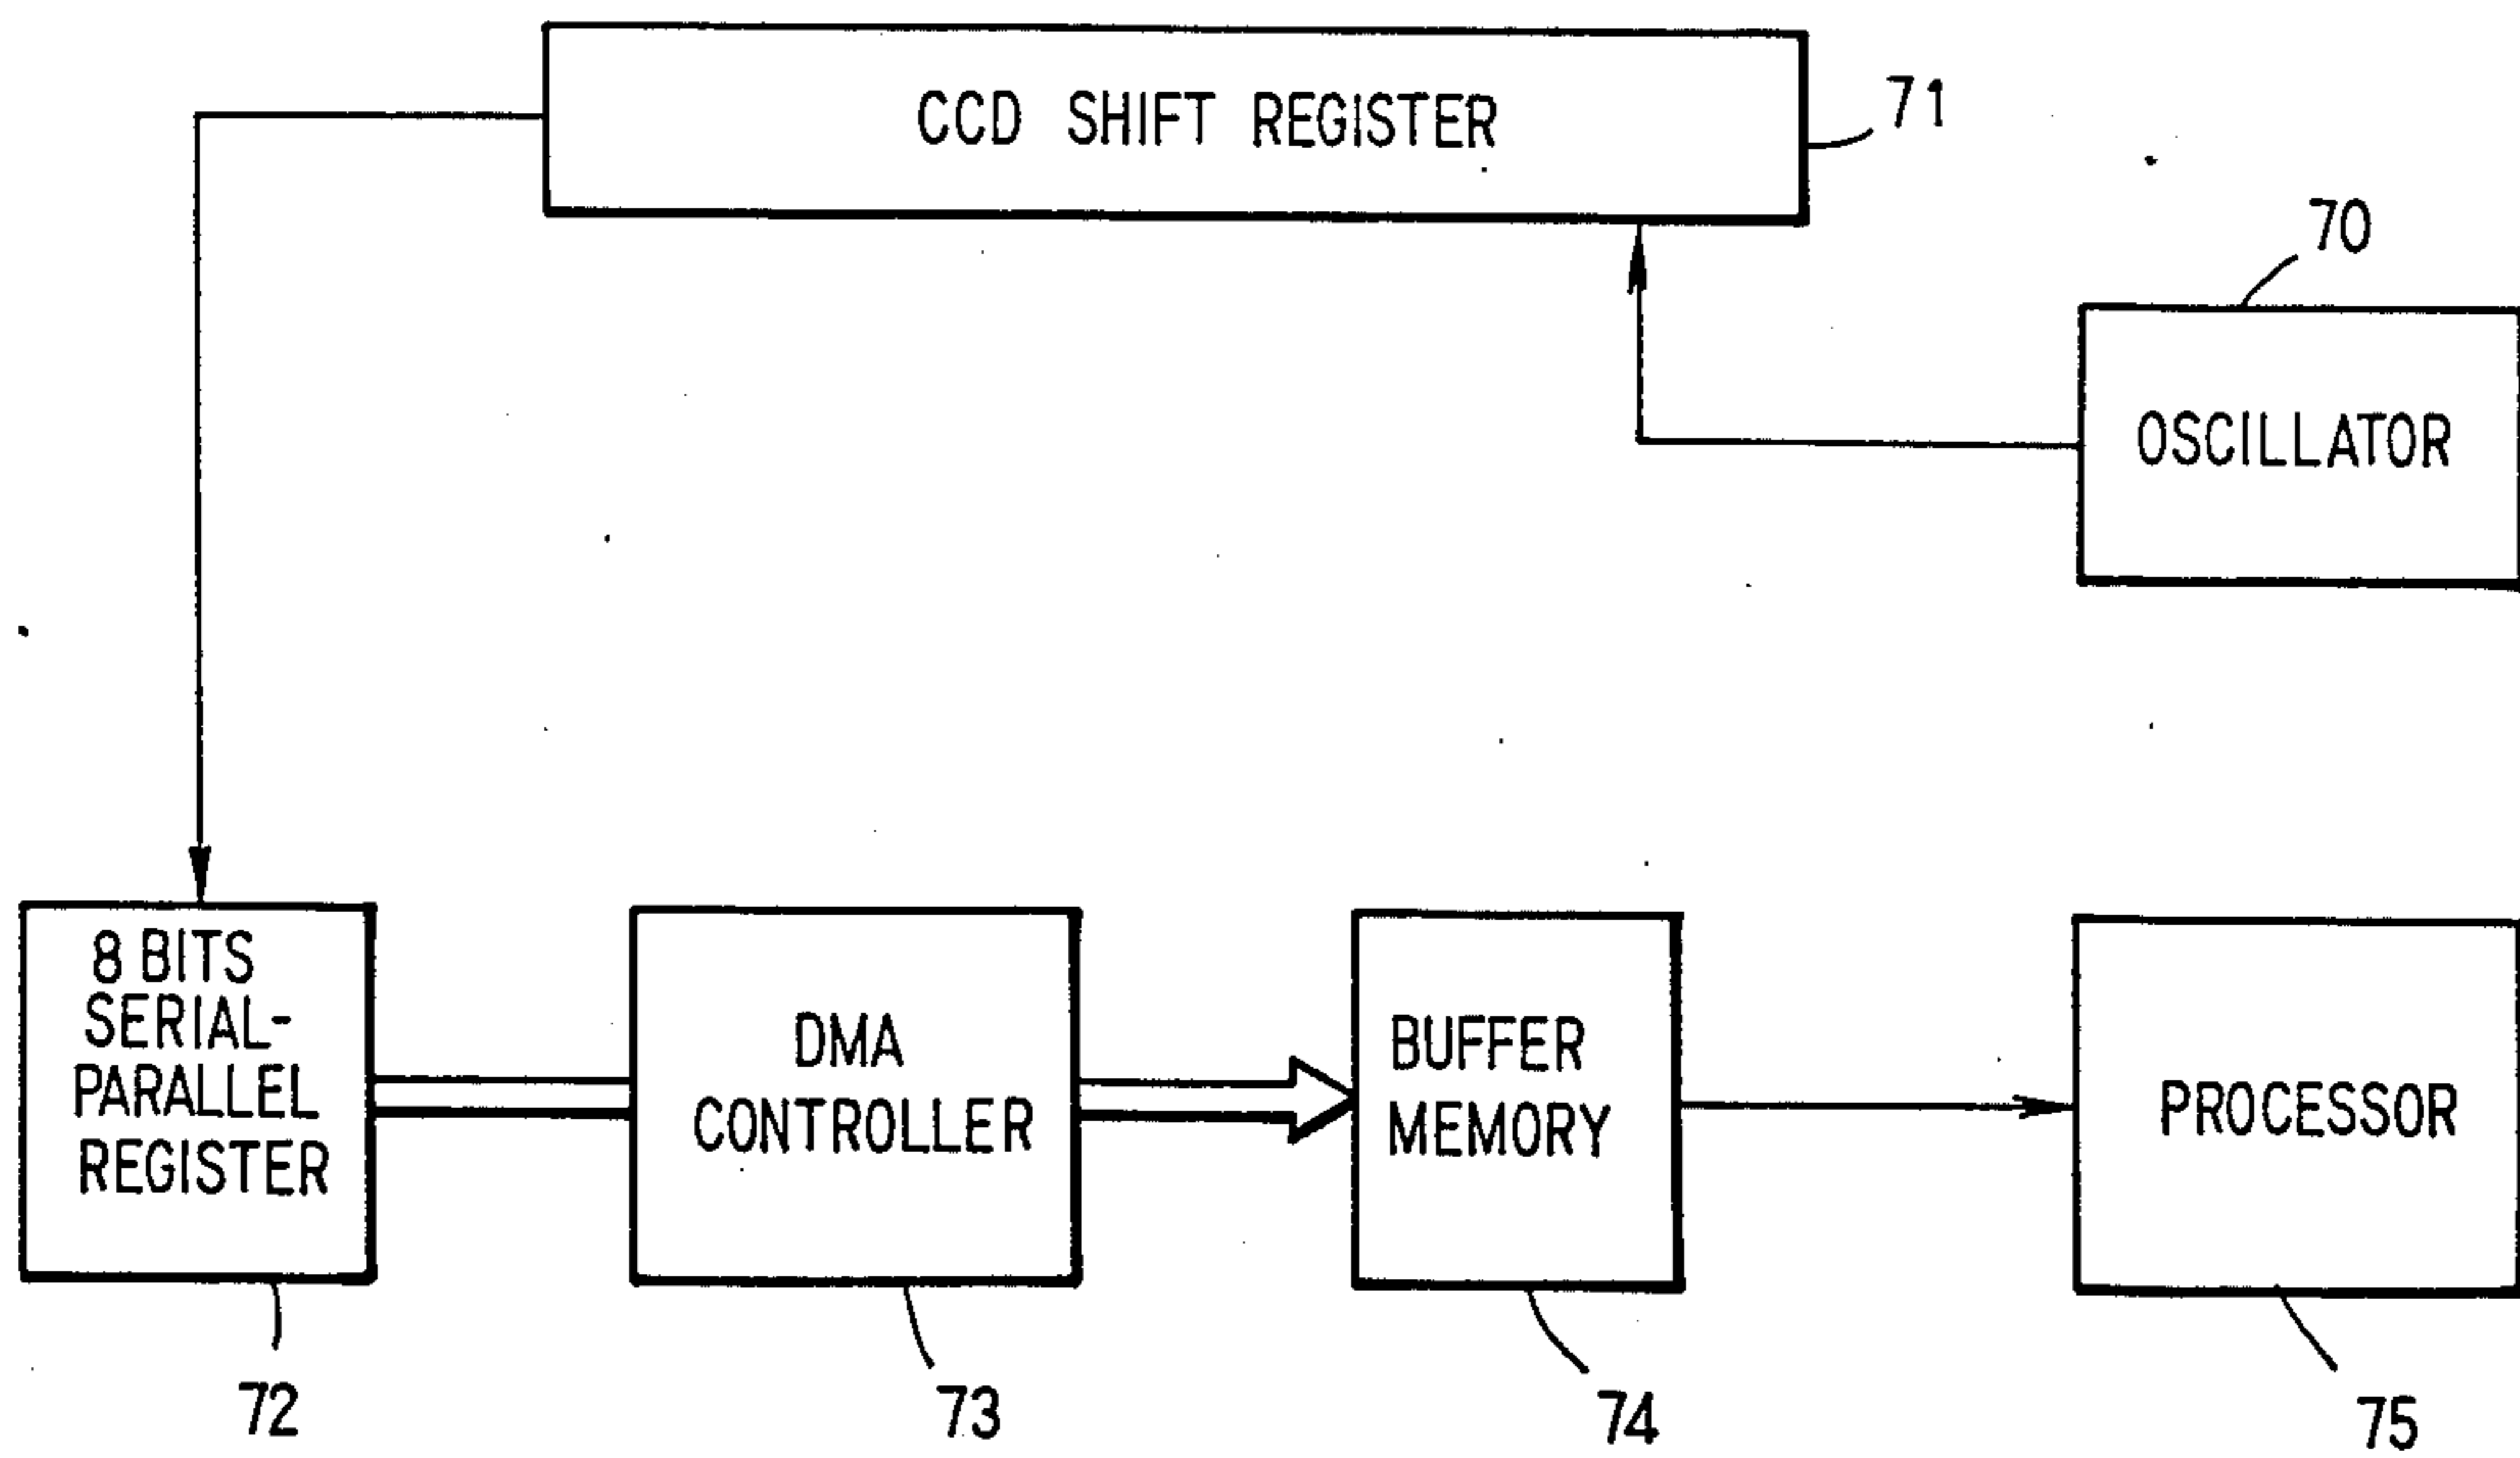 CCD SHIFT REGISTER
71
70
OSCILLATOR
8 BITS
SERIAL-
PARALLEL
REGISTER
DMA
CONTROLLER
BUFFER
MEMORY
PROCESSOR
72
73
74
75